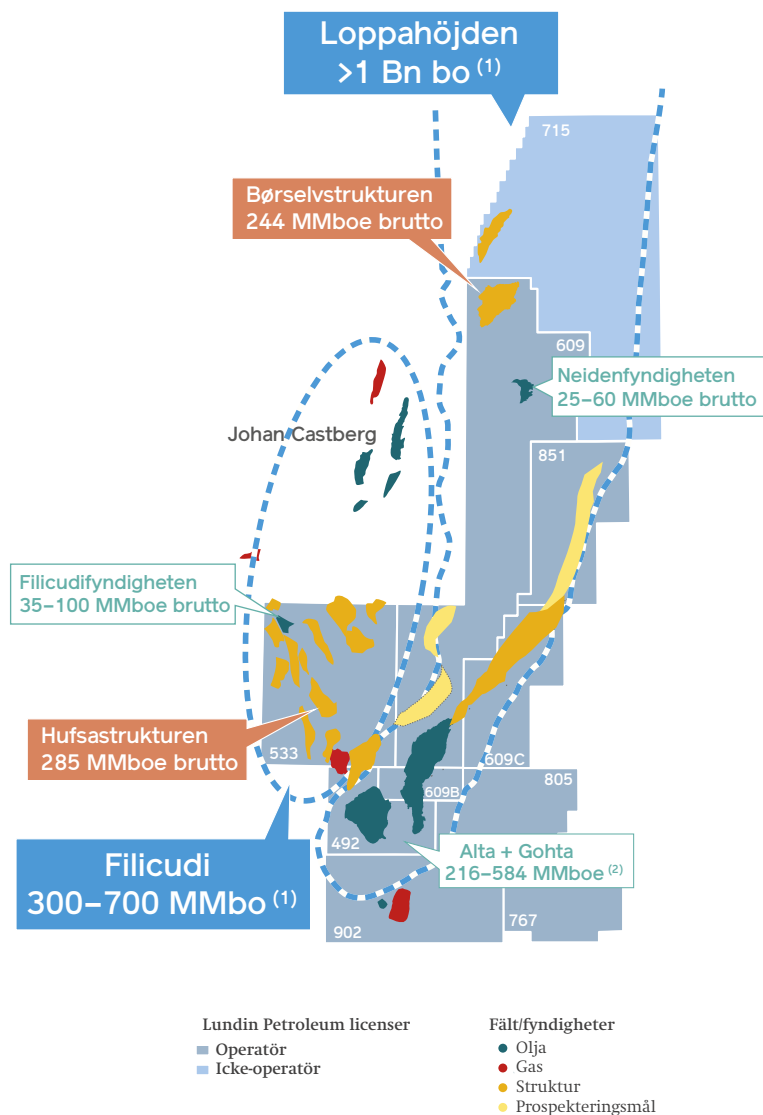 Loppahöjden
>1 Bn bo (1)
715
Børselvstrukturen
244 MMboe brutto
609
Neidenfyndigheten
25–60 MMboe brutto
Johan Castberg
851
Filicudifyndigheten
35–100 MMboe brutto
Hufsastrukturen
285 MMboe brutto
533
609C
805
609B
492
Alta + Gohta
216–584 MMboe (2)
Filicudi
300–700 MMbo (1)
767
902
Lundin Petroleum licenser
Operatör
Icke-operatör
Fält/fyndigheter
Olja
Gas
Struktur
Prospekteringsmål